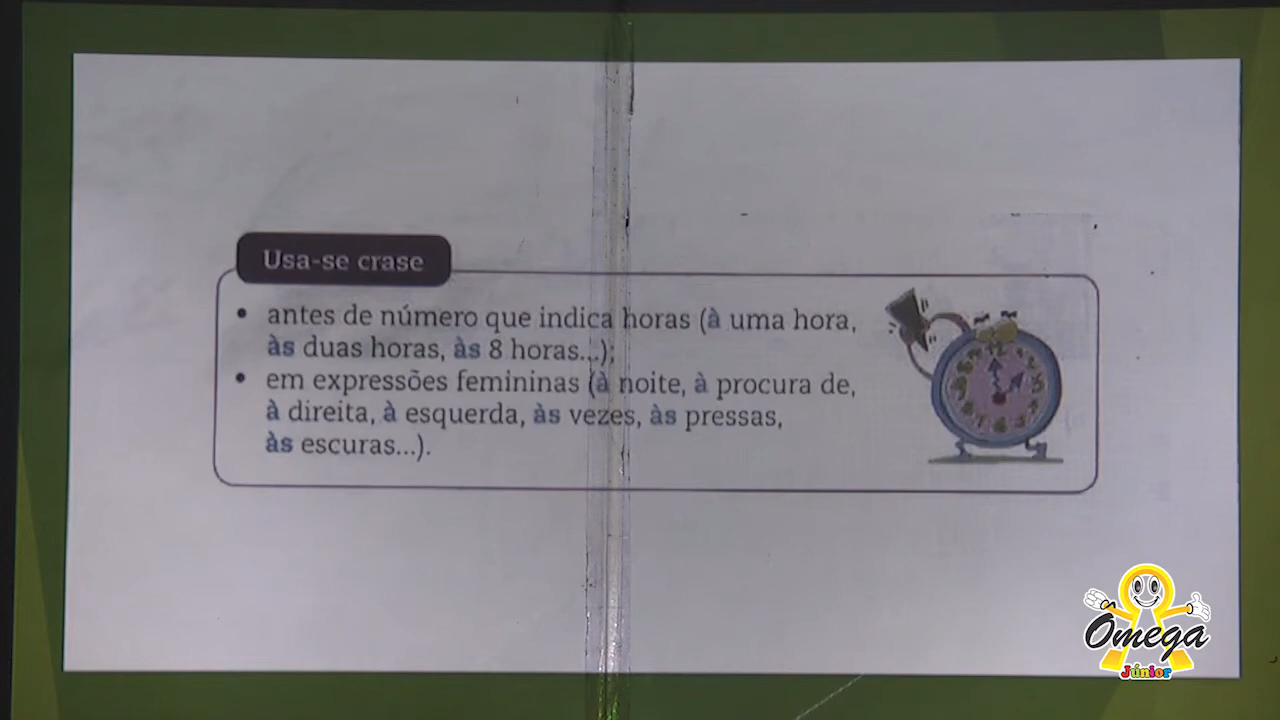 Usa-se crase
• antes de número que indica horas (à uma hora,
às duas horas, às 8 horas...);
• em expressões femininas (à noite, à procura de,
à direita, à esquerda, às vezes, às pressas,
às escuras...).
Omega
Júnior